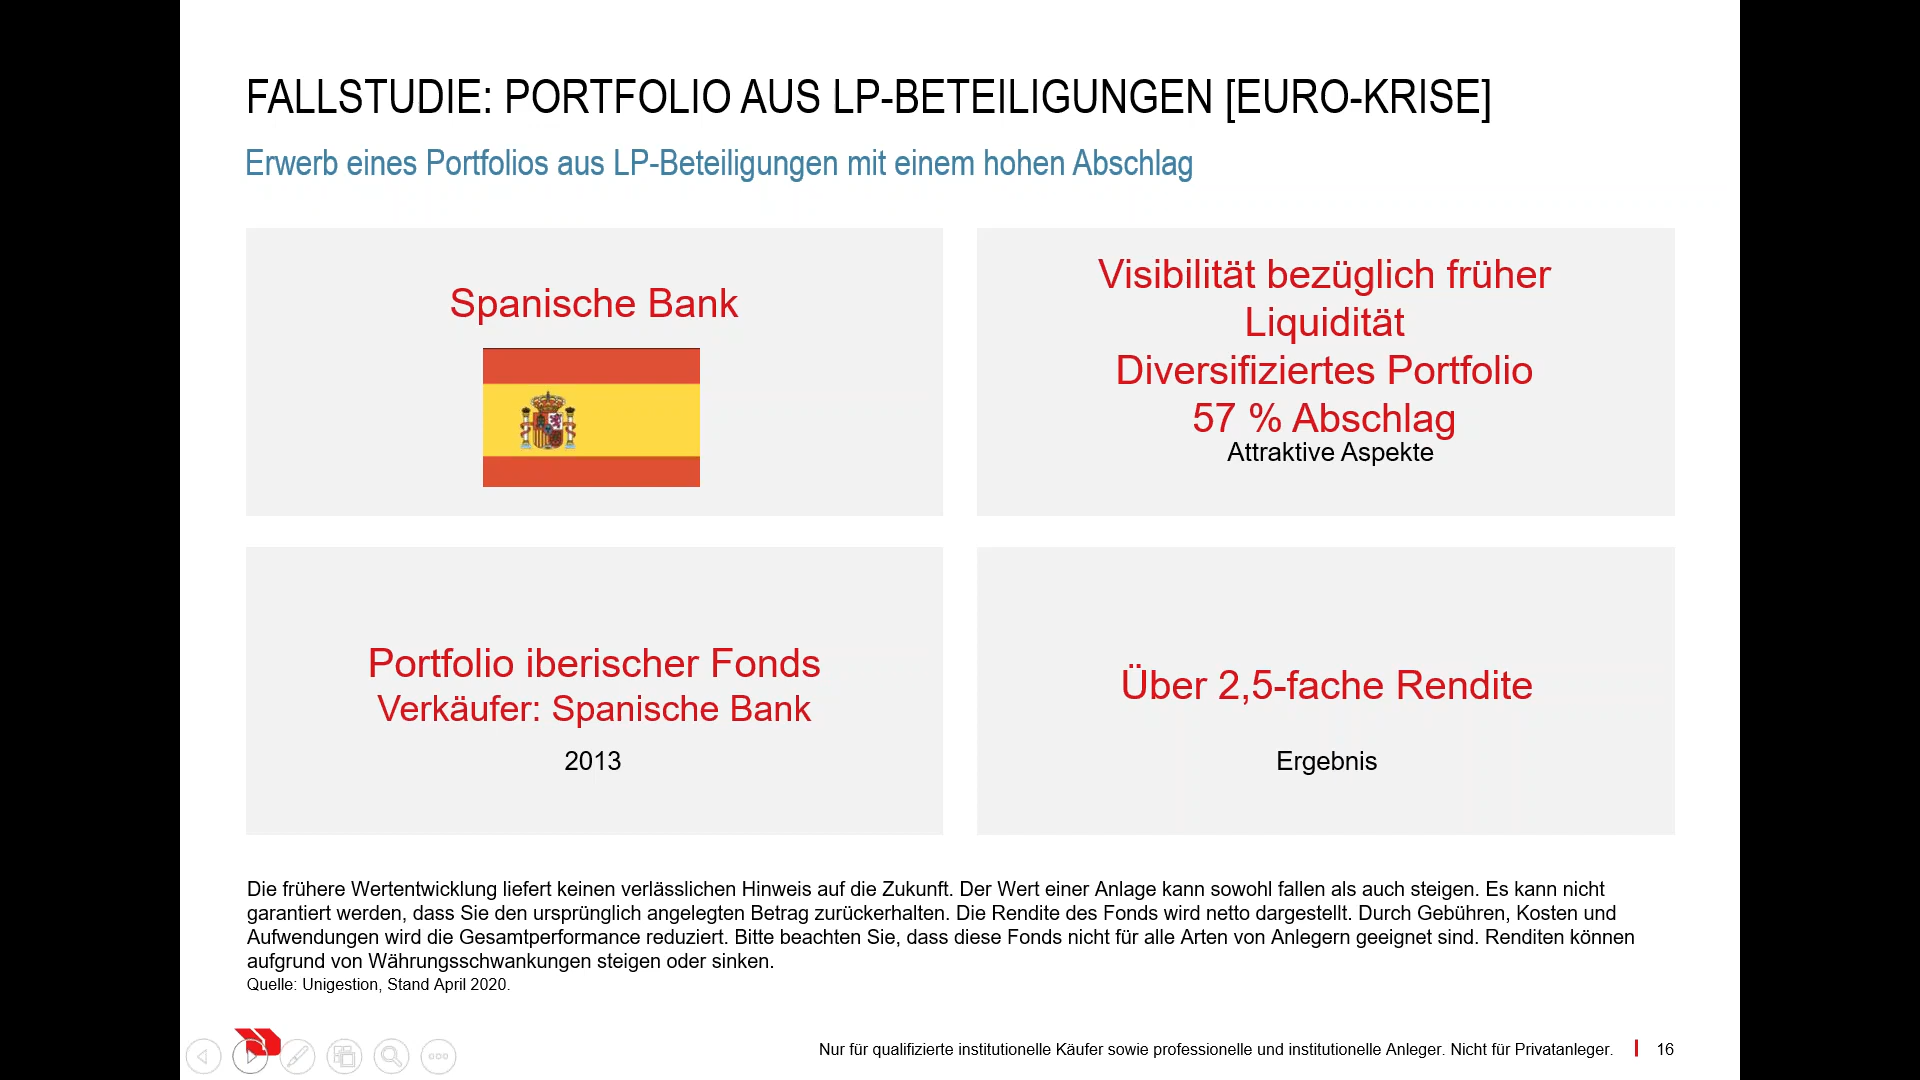 FALLSTUDIE: PORTFOLIO AUS LP-BETEILIGUNGEN [EURO-KRISE]
Erwerb eines Portfolios aus LP-Beteiligungen mit einem hohen Abschlag
Spanische Bank
Visibilität bezüglich früher
Liquidität
Diversifiziertes Portfolio
57 % Abschlag
Attraktive Aspekte
Portfolio iberischer Fonds
Verkäufer: Spanische Bank
2013
Über 2,5-fache Rendite
Ergebnis
Die frühere Wertentwicklung liefert keinen verlässlichen Hinweis auf die Zukunft. Der Wert einer Anlage kann sowohl fallen als auch steigen. Es kann nicht
garantiert werden, dass Sie den ursprünglich angelegten Betrag zurückerhalten. Die Rendite des Fonds wird netto dargestellt. Durch Gebühren, Kosten und
Aufwendungen wird die Gesamtperformance reduziert. Bitte beachten Sie, dass diese Fonds nicht für alle Arten von Anlegern geeignet sind. Renditen können
aufgrund von Währungsschwankungen steigen oder sinken.
Quelle: Unigestion, Stand April 2020.
Nur für qualifizierte institutionelle Käufer sowie professionelle und institutionelle Anleger. Nicht für Privatanleger.
16